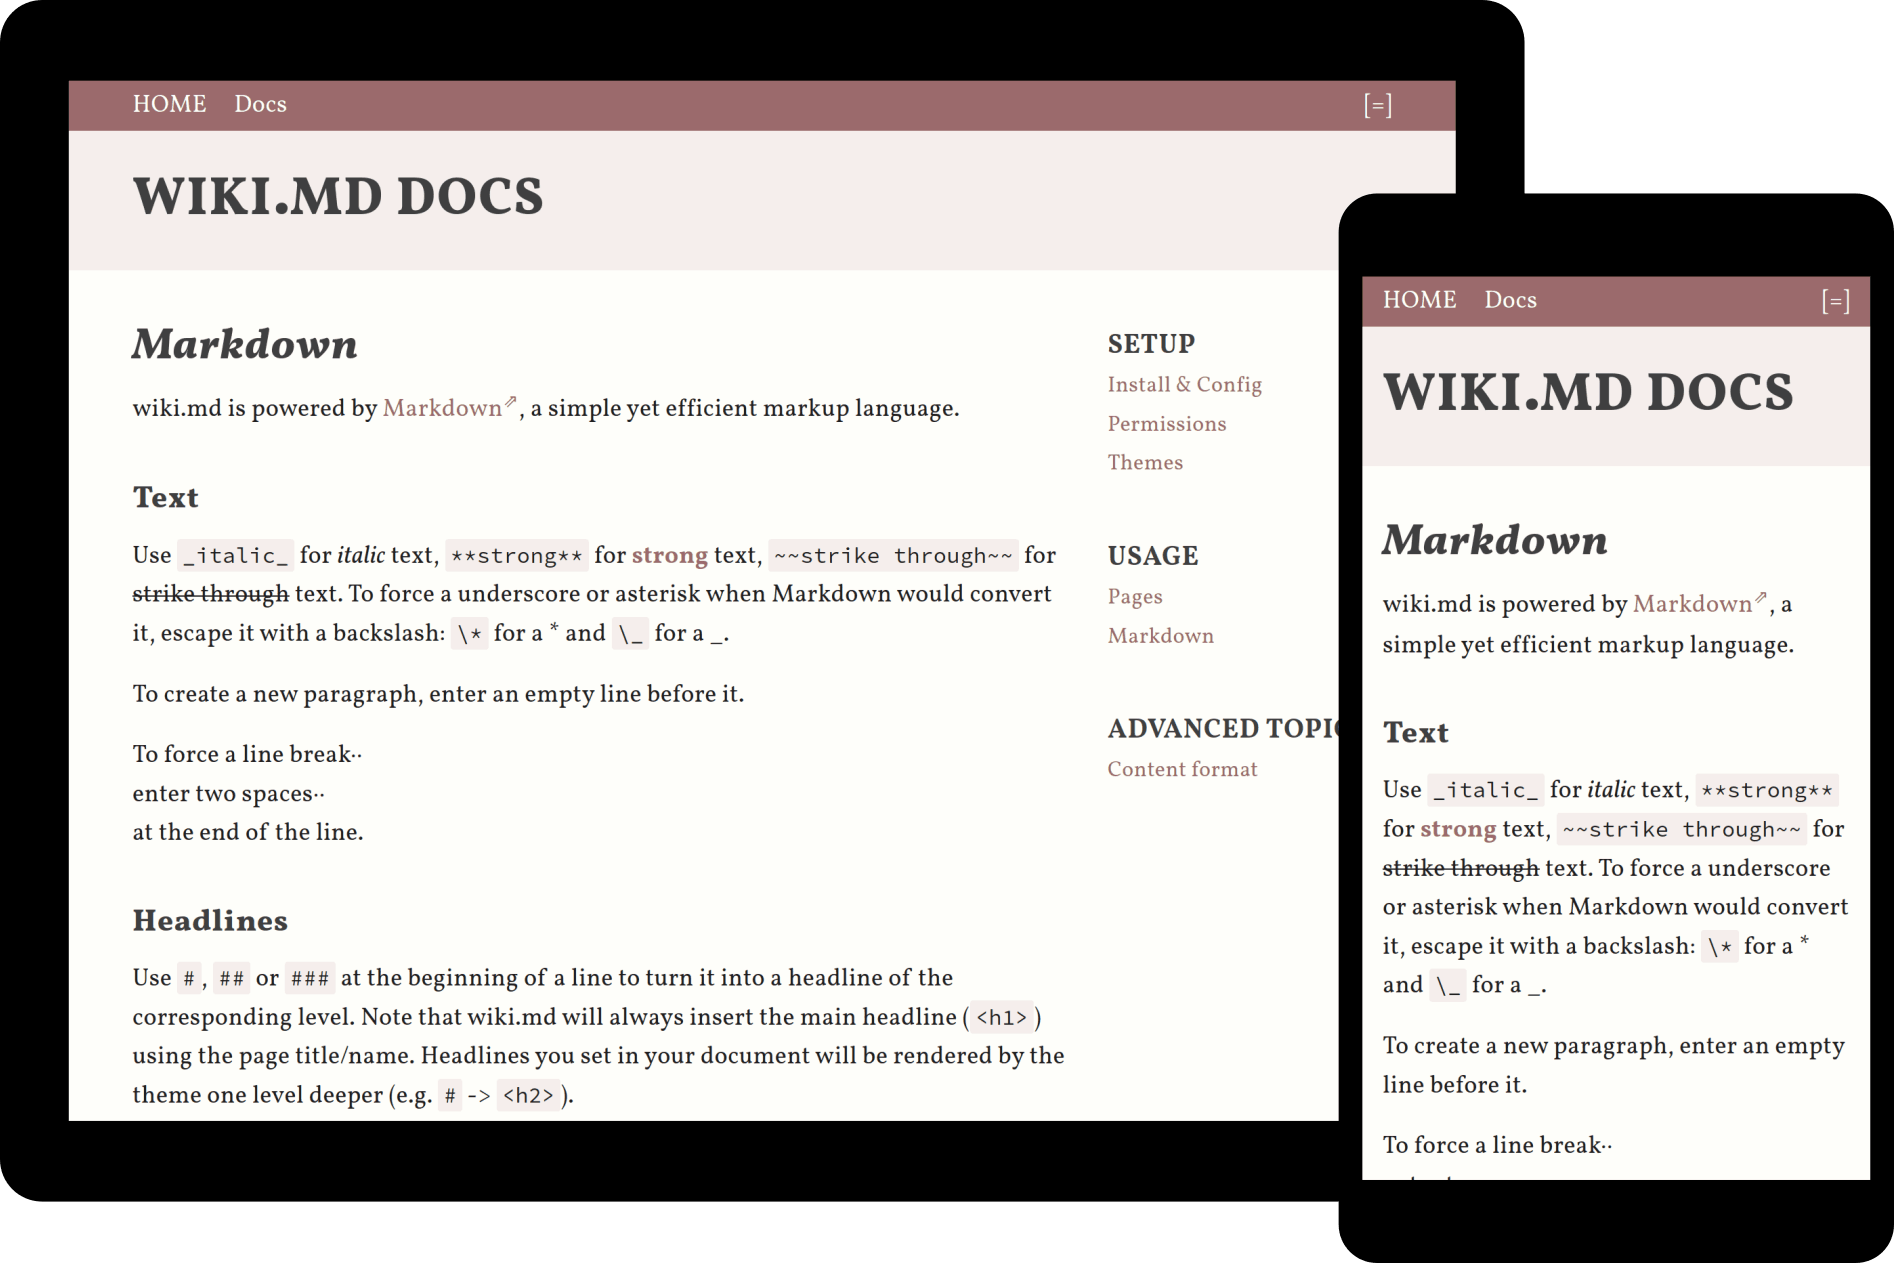 HOME Docs [=]
WIKI.MD DOCS
Markdown
wiki.md is powered by Markdown⇗, a simple yet efficient markup language.
Text
Use _italic_ for italic text, **strong** for strong text, ~~strike through~~ for
strike through text. To force a underscore or asterisk when Markdown would convert
it, escape it with a backslash: \* for a * and \_ for a _.
To create a new paragraph, enter an empty line before it.
To force a line break··
enter two spaces··
at the end of the line.
Headlines
Use #, ## or ### at the beginning of a line to turn it into a headline of the
corresponding level. Note that wiki.md will always insert the main headline (<h1>)
using the page title/name. Headlines you set in your document will be rendered by the
theme one level deeper (e.g. # -> <h2>).
SETUP
Install & Config
Permissions
Themes
USAGE
Pages
Markdown
ADVANCED
Content format
HOME Docs [=]
WIKI.MD DOCS
Markdown
wiki.md is powered by Markdown⇗, a
simple yet efficient markup language.
Text
Use _italic_ for italic text, **strong**
for strong text, ~~strike through~~ for
strike through text. To force a underscore
or asterisk when Markdown would convert
it, escape it with a backslash: \* for a *
and \_ for a _.
To create a new paragraph, enter an empty
line before it.
To force a line break··